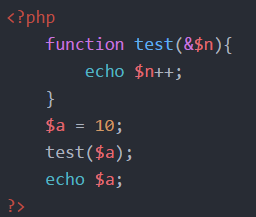 <?php
    function test(&$n){
        echo $n++;
    }
    $a = 10;
    test($a);
    echo $a;
?>